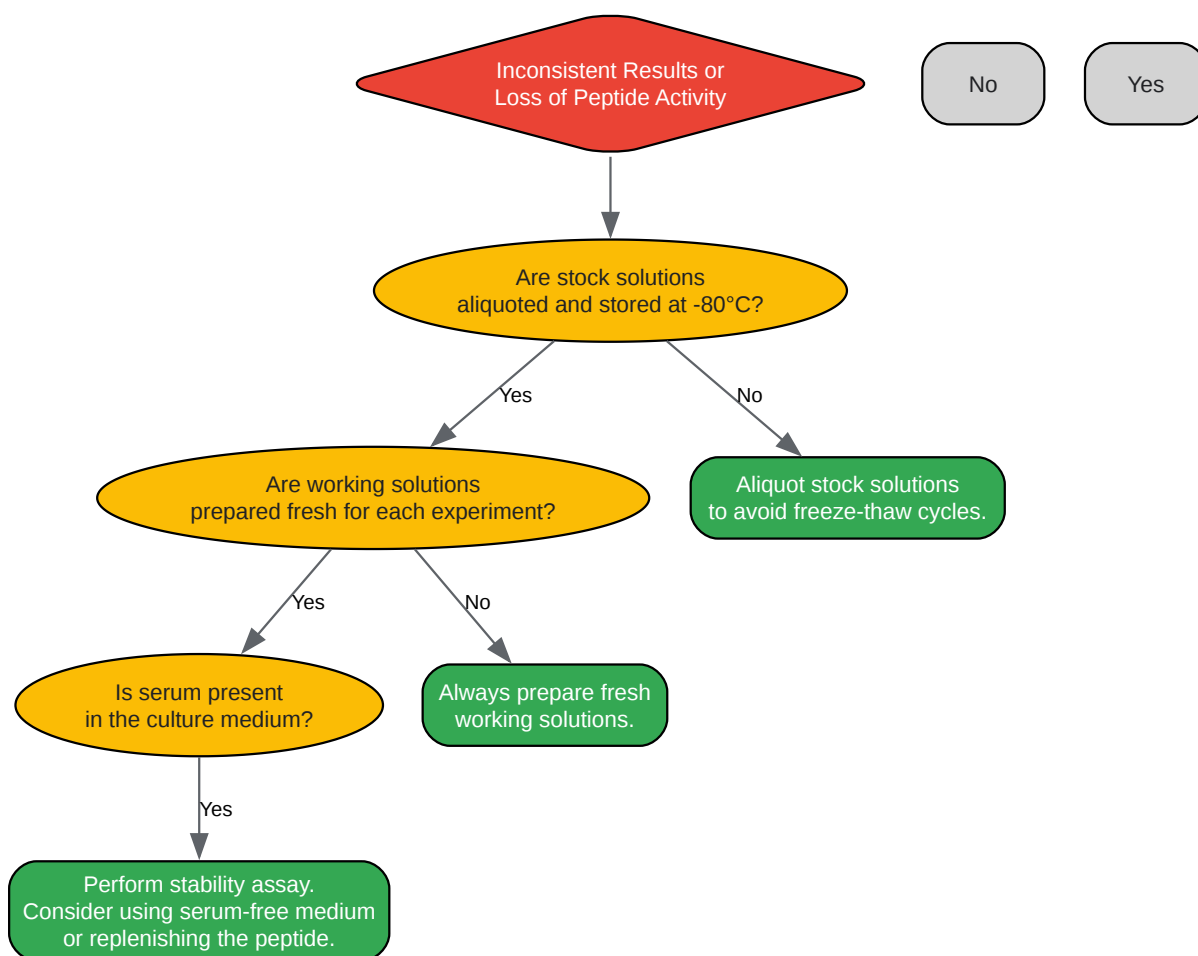 Inconsistent Results or
Loss of Peptide Activity
No
Yes
Are stock solutions
aliquoted and stored at -80°C?
Yes
No
Are working solutions
prepared fresh for each experiment?
Aliquot stock solutions
to avoid freeze-thaw cycles.
Yes
No
Is serum present
in the culture medium?
Always prepare fresh
working solutions.
Yes
Perform stability assay.
Consider using serum-free medium
or replenishing the peptide.